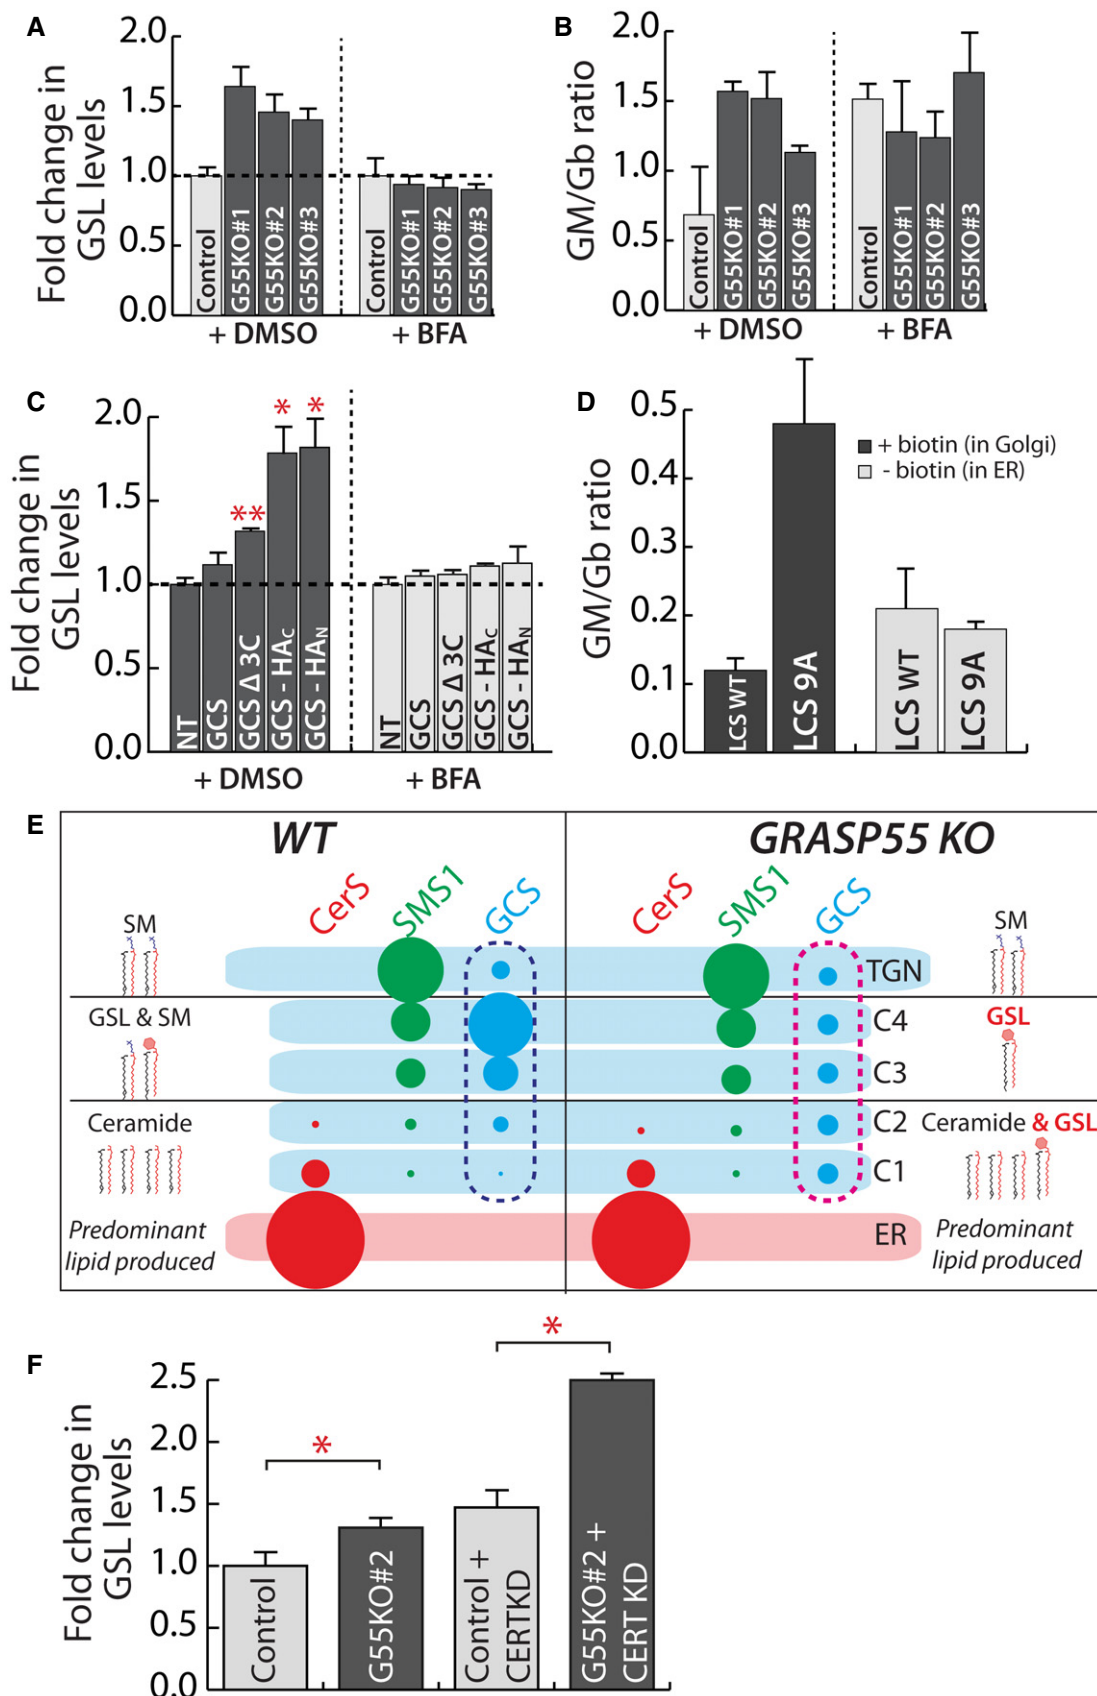 A
Fold change in
GSL levels
2.0
1.5
1.0
0.5
0.0
Control
G55KO#1
G55KO#2
G55KO#3
Control
G55KO#1
G55KO#2
G55KO#3
+ DMSO
+ BFA
B
GM/Gb ratio
2.0
1.5
1.0
0.5
0.0
Control
G55KO#1
G55KO#2
G55KO#3
Control
G55KO#1
G55KO#2
G55KO#3
+ DMSO
+ BFA
C
Fold change in
GSL levels
2.0
1.5
1.0
0.5
0.0
**
*
*
NT
GCS
GCS Δ 3C
GCS - HAC
GCS - HAN
NT
GCS
GCS Δ 3C
GCS - HAC
GCS - HAN
+ DMSO
+ BFA
D
GM/Gb ratio
0.5
0.4
0.3
0.2
0.1
0.0
+ biotin (in Golgi)
- biotin (in ER)
LCS WT
LCS 9A
LCS WT
LCS 9A
E
WT
GRASP55 KO
CerS
SMS1
GCS
CerS
SMS1
GCS
SM
TGN
SM
GSL & SM
C4
GSL
C3
Ceramide
C2
Ceramide & GSL
C1
Predominant
lipid produced
ER
Predominant
lipid produced
F
Fold change in
GSL levels
2.5
2.0
1.5
1.0
0.5
0.0
*
*
Control
G55KO#2
Control +
CERTKD
G55KO#2 +
CERT KD